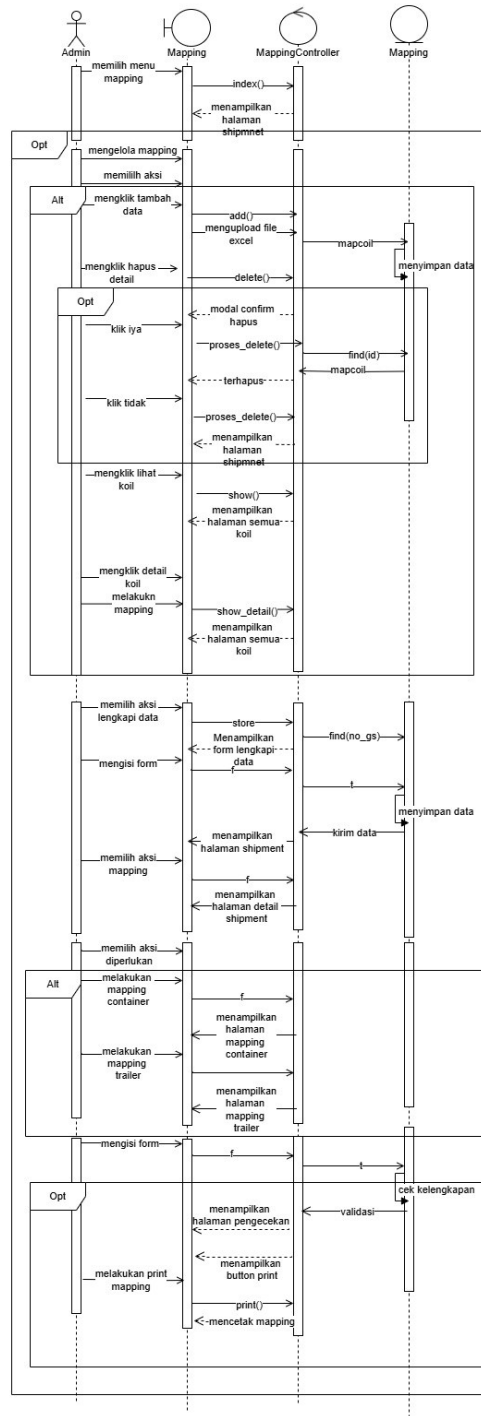 Admin
Mapping
MappingController
Mapping
memilih menu
mapping
index()
menampilkan
halaman
shipmnet
Opt
mengelola mapping
memililh aksi
Alt
mengklik tambah
data
add()
mengupload file
excel
mapcoil
menyimpan data
mengklik hapus
detail
delete()
Opt
modal confirm
hapus
klik iya
proses_delete()
find(id)
mapcoil
terhapus
klik tidak
proses_delete()
menampilkan
halaman
shipmnet
mengklik lihat
koil
show()
menampilkan
halaman semua
koil
mengklik detail
koil
melakukn
mapping
show_detail()
menampilkan
halaman semua
koil
memilih aksi
lengkapi data
store
find(no_gs)
Menampilkan
form lengkapi
data
mengisi form
f
t
menyimpan data
kirim data
menampilkan
halaman shipment
memilih aksi
mapping
f
menampilkan
halaman detail
shipment
memilih aksi
diperlukan
Alt
melakukan
mapping
container
f
menampilkan
halaman
mapping
container
melakukan
mapping
trailer
menampilkan
halaman
mapping
trailer
mengisi form
f
t
cek kelengkapan
Opt
validasi
menampilkan
halaman pengecekan
menampilkan
button print
melakukan print
mapping
print()
mencetak mapping